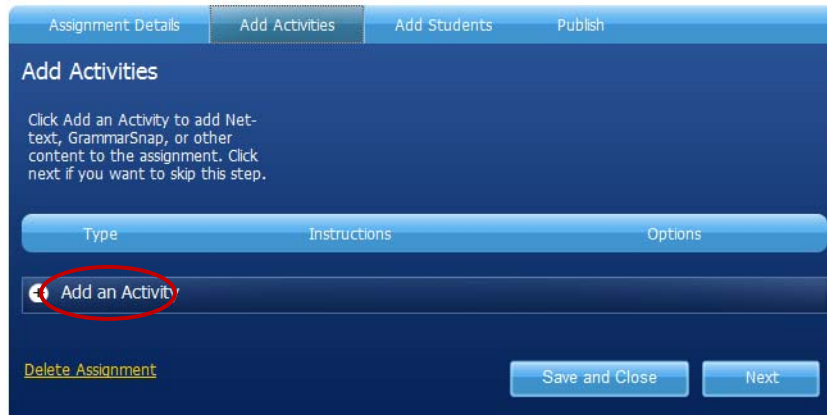 Assignment Details Add Activities Add Students Publish
Add Activities
Click Add an Activity to add Net-
text, GrammarSnap, or other
content to the assignment. Click
next if you want to skip this step.
Type Instructions Options
Add an Activity
Delete Assignment Save and Close Next